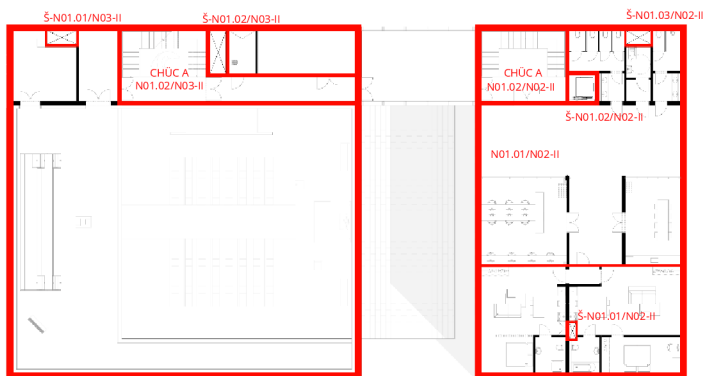 Š-N01.01/N03-II
Š-N01.02/N03-II
Š-N01.03/N02-II
CHÚC A
N01.02/N03-II
CHÚC A
N01.02/N02-II
Š-N01.02/N02-II
N01.01/N02-II
Š-N01.01/N02-II